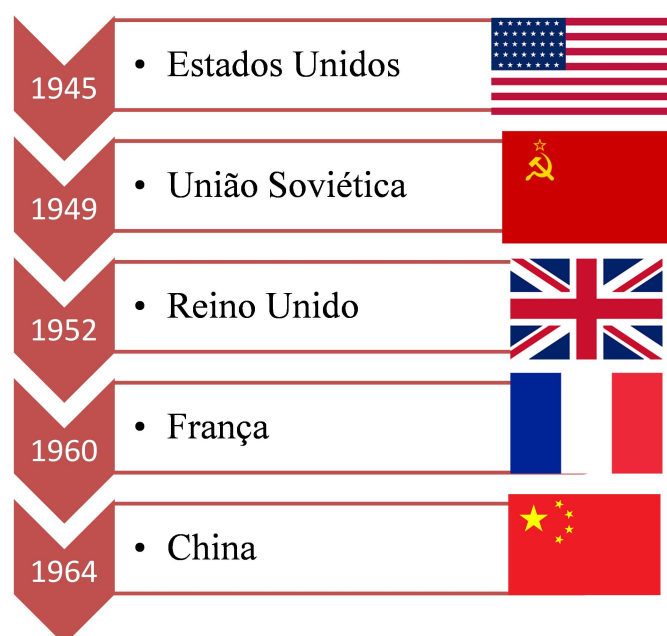 1945
• Estados Unidos
1949
• União Soviética
1952
• Reino Unido
1960
• França
1964
• China